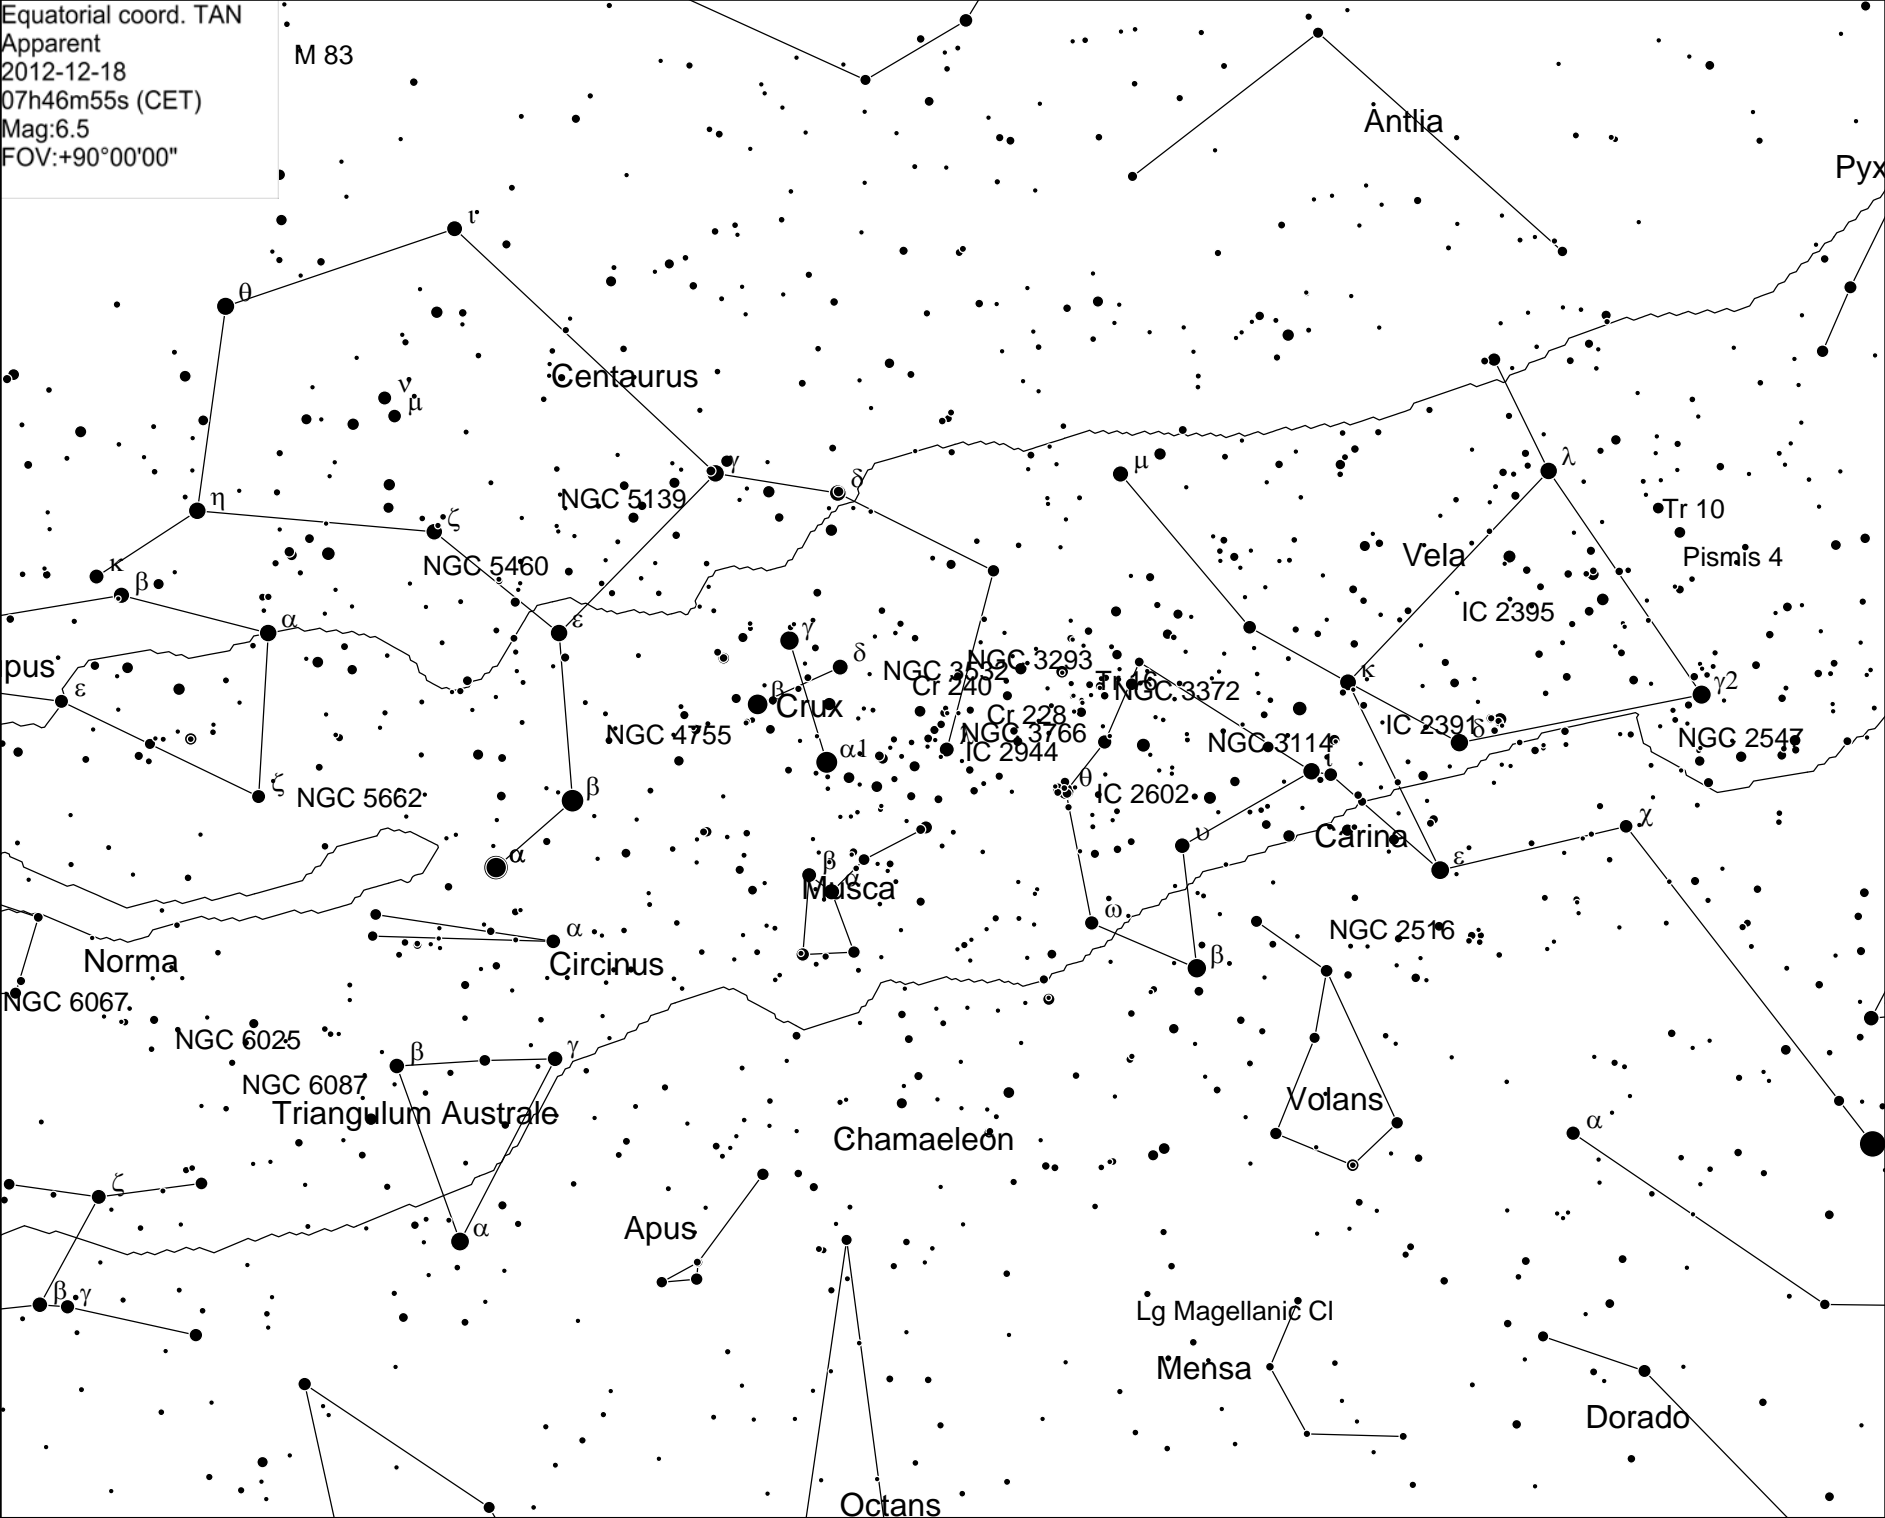 Equatorial coord. TAN
Apparent
2012-12-18
07h46m55s (CET)
Mag:6.5
FOV:+90°00'00"
M 83
Antlia
Pyx
ι
θ
Centaurus
ν
μ
γ
δ
μ
λ
NGC 5139
η
ζ
Tr 10
NGC 5460
Vela
Pismis 4
κ
β
IC 2395
α
ε
γ
δ
pus
NGC 3532
NGC 3293
Cr 240
Tr 16
NGC 3372
κ
ε
β
Crux
γ2
Cr 228
NGC 3766
IC 2391
δ
NGC 4755
α1
λ
IC 2944
NGC 3114
ι
NGC 2547
ζ
NGC 5662
β
θ
IC 2602
χ
υ
Carina
α
β
α
Musca
ε
ω
α
NGC 2516
Norma
Circinus
β
NGC 6067
NGC 6025
β
γ
NGC 6087
Triangulum Australe
Volans
Chamaeleon
α
ζ
α
Apus
β
γ
Lg Magellanic Cl
Mensa
Dorado
Octans